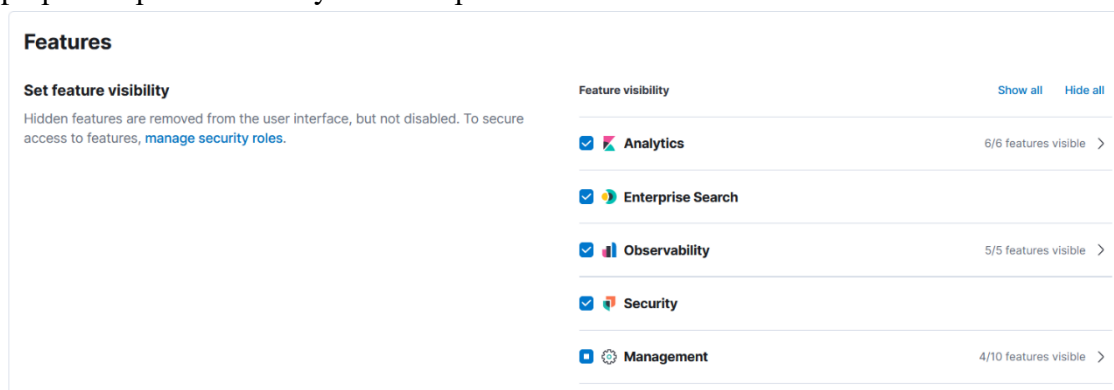 Features
Set feature visibility
Hidden features are removed from the user interface, but not disabled. To secure
access to features, manage security roles.
Feature visibility
Show all
Hide all
Analytics
6/6 features visible
Enterprise Search
Observability
5/5 features visible
Security
Management
4/10 features visible